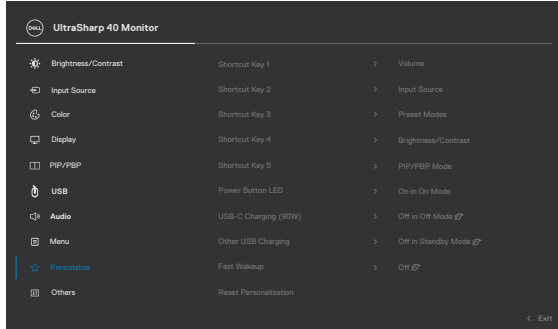 DELL UltraSharp 40 Monitor
Brightness/Contrast Shortcut Key 1 > Volume
Input Source Shortcut Key 2 > Input Source
Color Shortcut Key 3 > Preset Modes
Display Shortcut Key 4 > Brightness/Contrast
PIP/PBP Shortcut Key 5 > PIP/PBP Mode
USB Power Button LED > On in On Mode
Audio USB-C Charging (90W) > Off in Off Mode
Menu Other USB Charging > Off in Standby Mode
Personalize Fast Wakeup > Off
Others Reset Personalization
< Exit